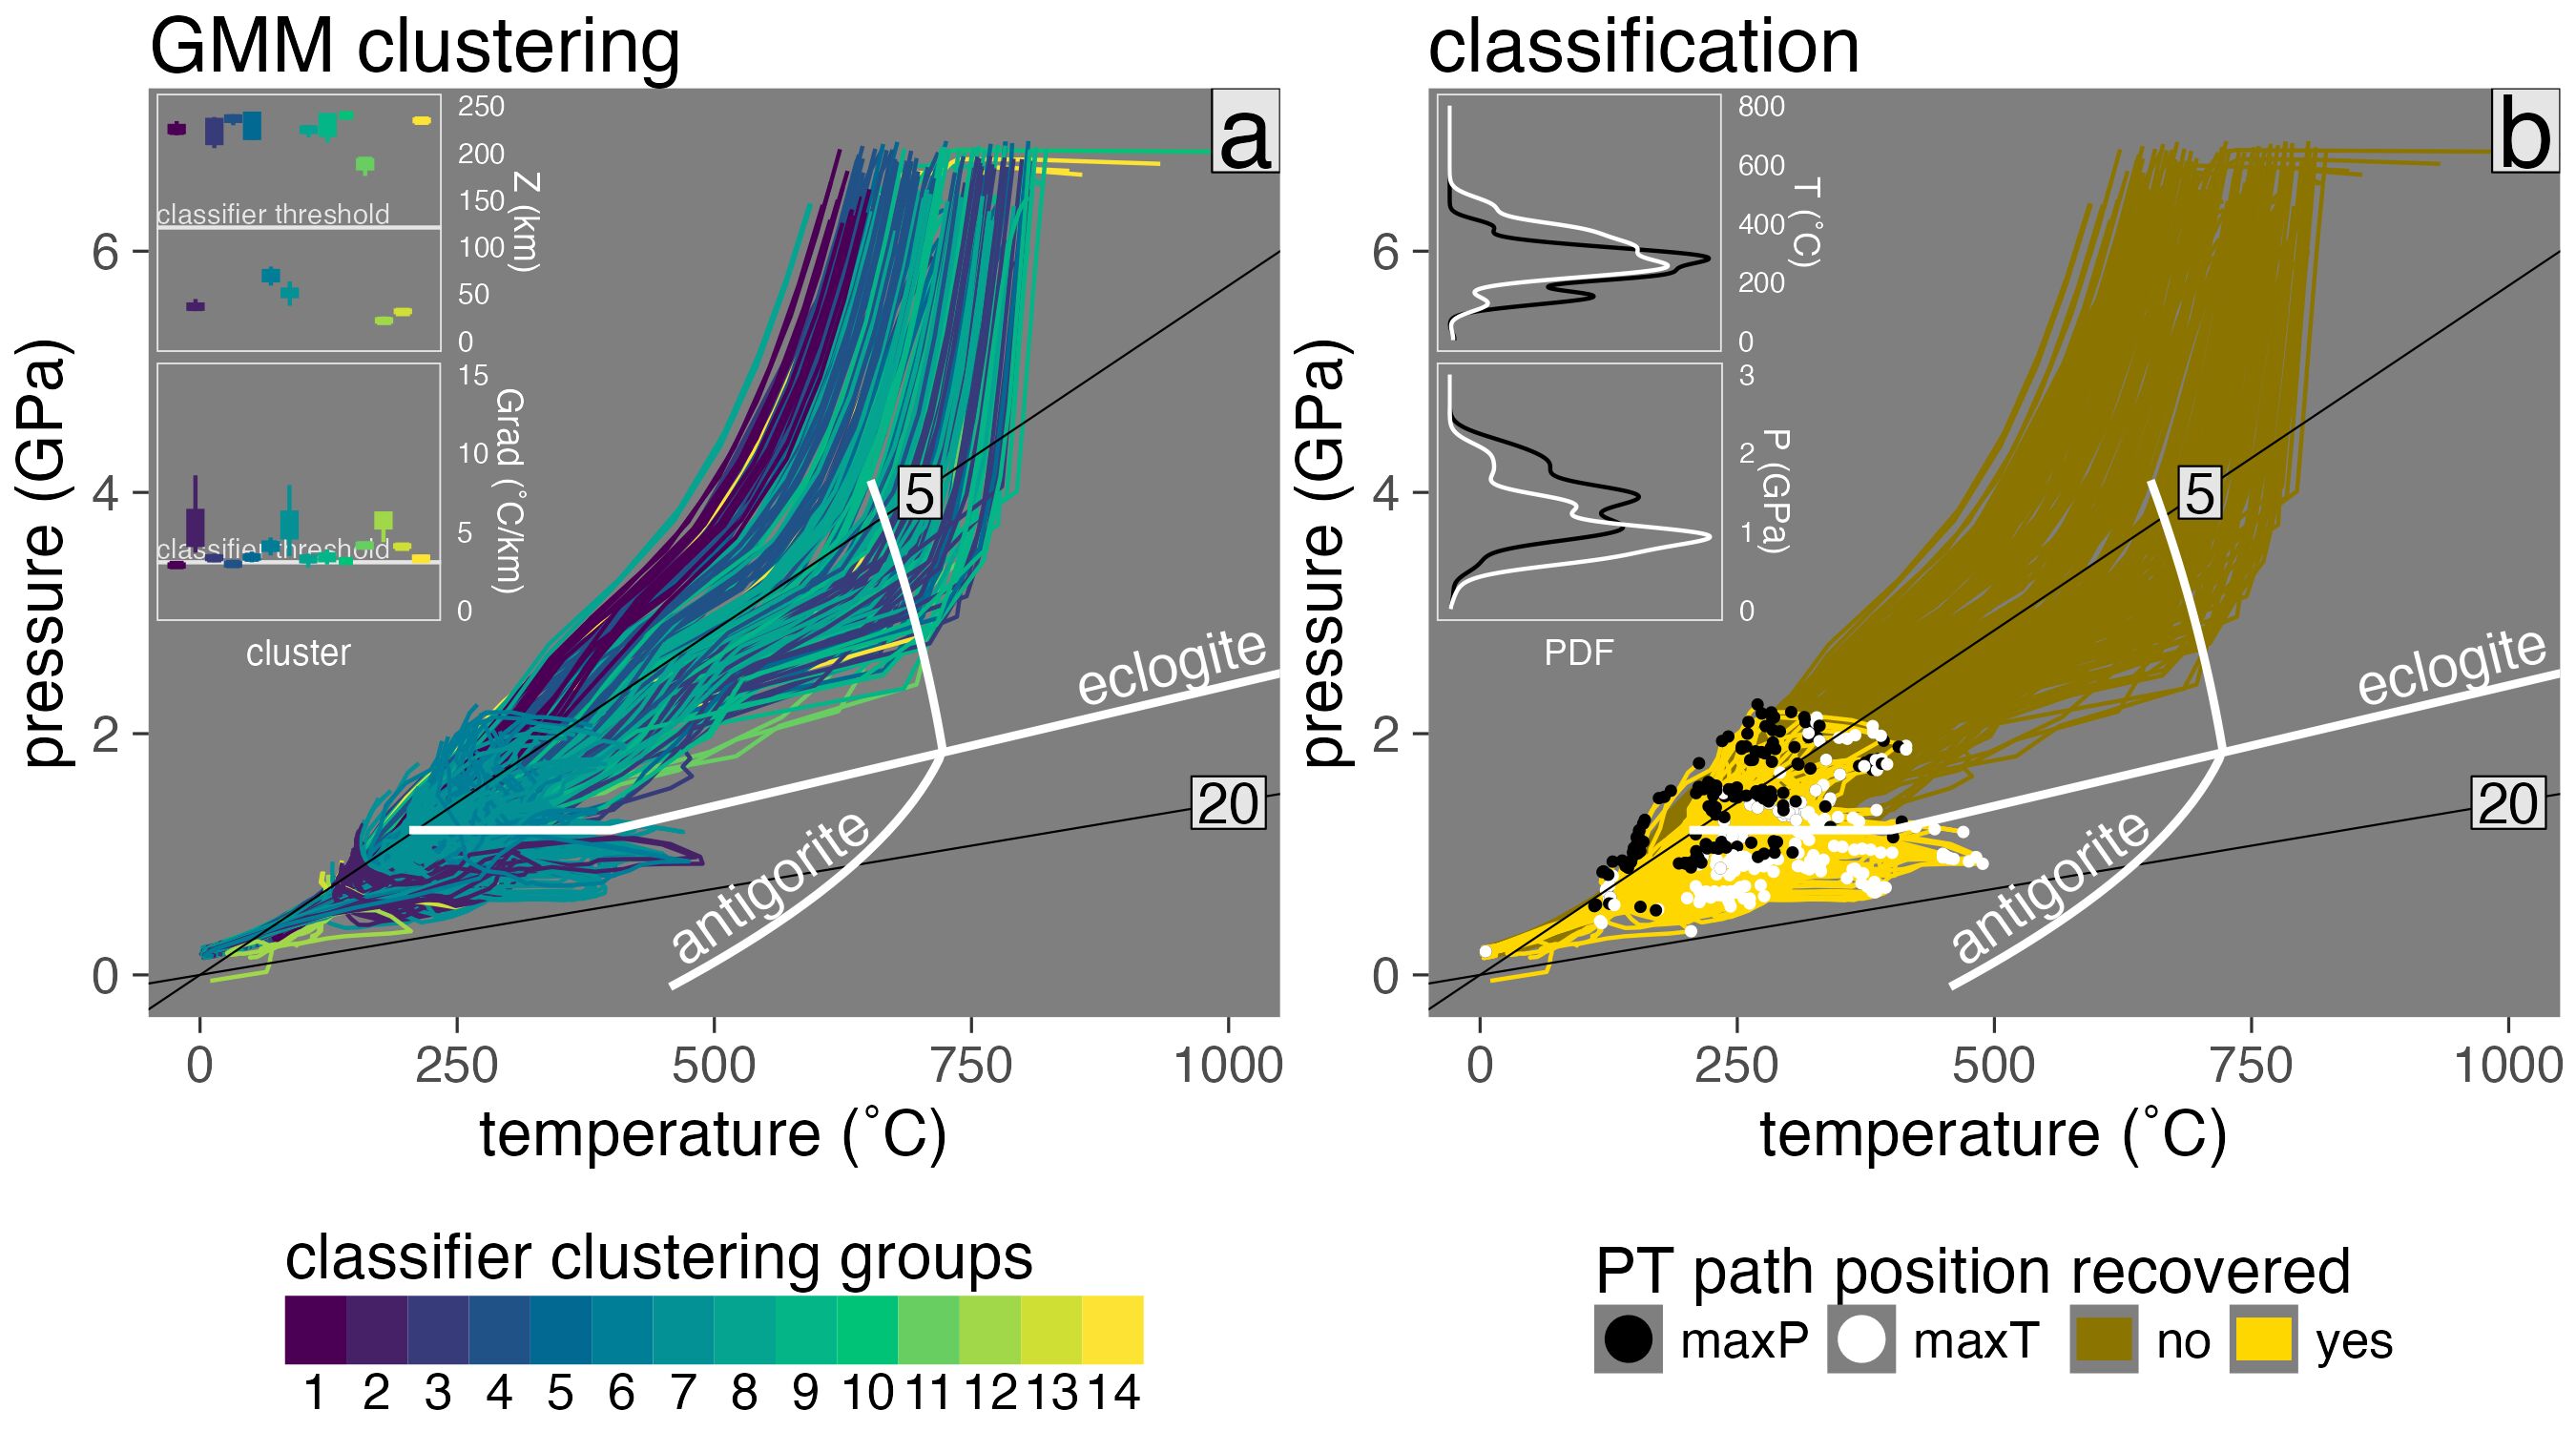 GMM clustering
classification
a
250
200
150
100
50
0
Z (km)
classifier threshold
15
10
5
0
Grad (˚C/km)
classifier threshold
cluster
5
20
eclogite
antigorite
6
4
2
0
pressure (GPa)
0
250
500
750
1000
temperature (˚C)
b
800
600
400
200
0
T (˚C)
3
2
1
0
P (GPa)
PDF
5
20
eclogite
antigorite
6
4
2
0
pressure (GPa)
0
250
500
750
1000
temperature (˚C)
classifier clustering groups
1 2 3 4 5 6 7 8 9 10 11 12 13 14
PT path position recovered
maxP maxT no yes